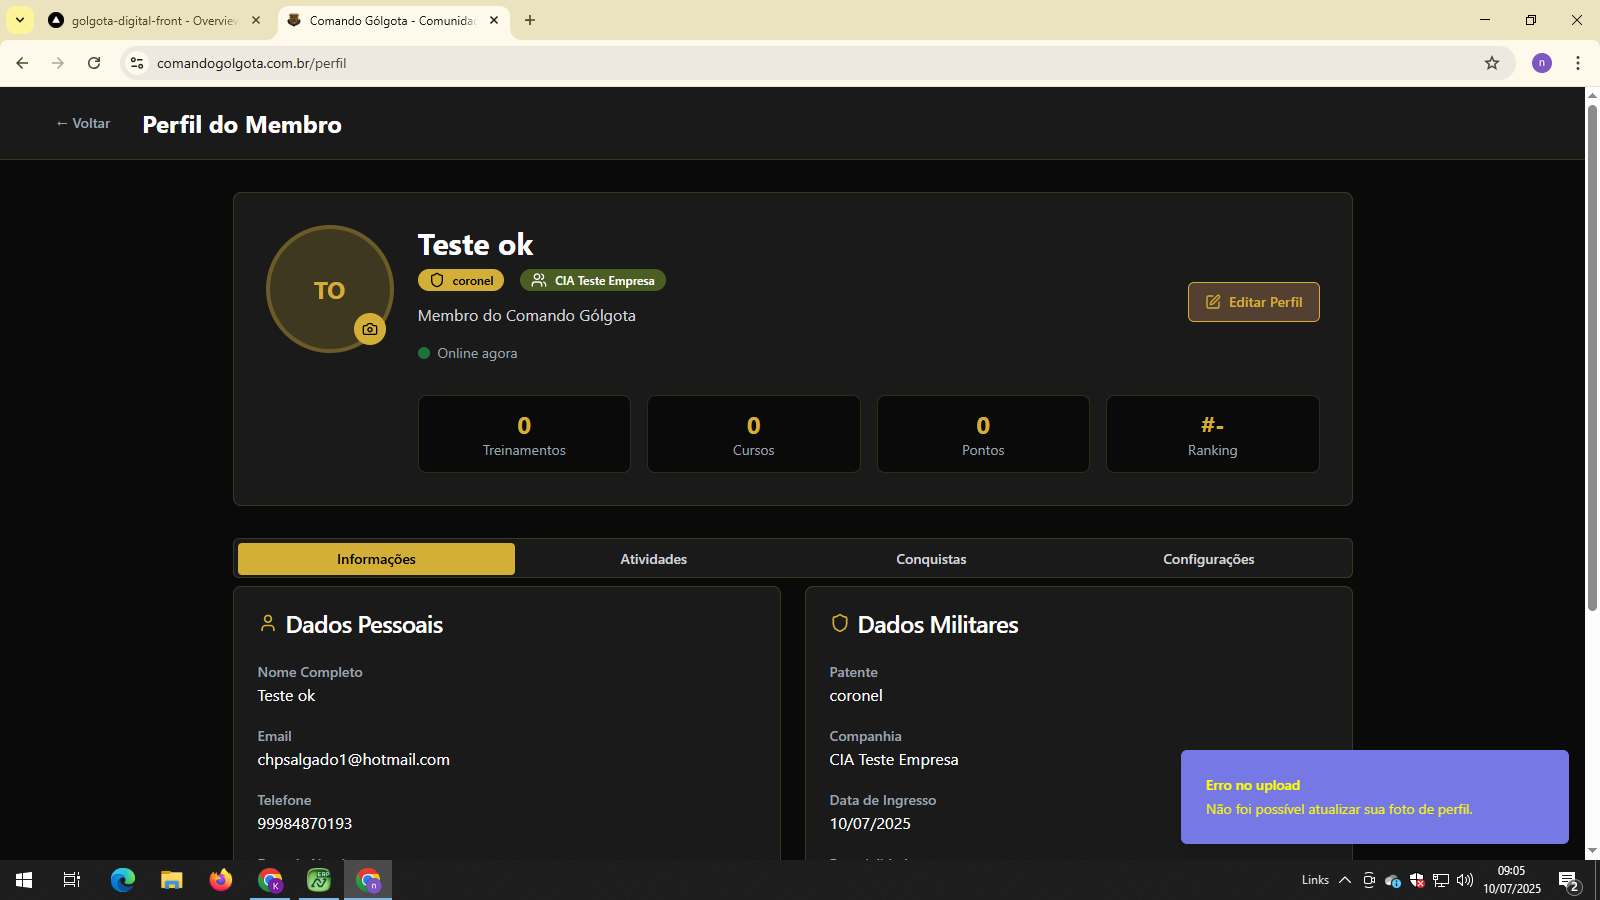 golgota-digital-front - Overview
Comando Gólgota - Comunidad
comandogolgota.com.br/perfil
n
← Voltar
Perfil do Membro
TO
Teste ok
coronel
CIA Teste Empresa
Membro do Comando Gólgota
Online agora
Editar Perfil
0
Treinamentos
0
Cursos
0
Pontos
#-
Ranking
Informações
Atividades
Conquistas
Configurações
Dados Pessoais
Nome Completo
Teste ok
Email
chpsalgado1@hotmail.com
Telefone
99984870193
Dados Militares
Patente
coronel
Companhia
CIA Teste Empresa
Data de Ingresso
10/07/2025
Erro no upload
Não foi possível atualizar sua foto de perfil.
K
ERP
n
Links
09:05
10/07/2025
2